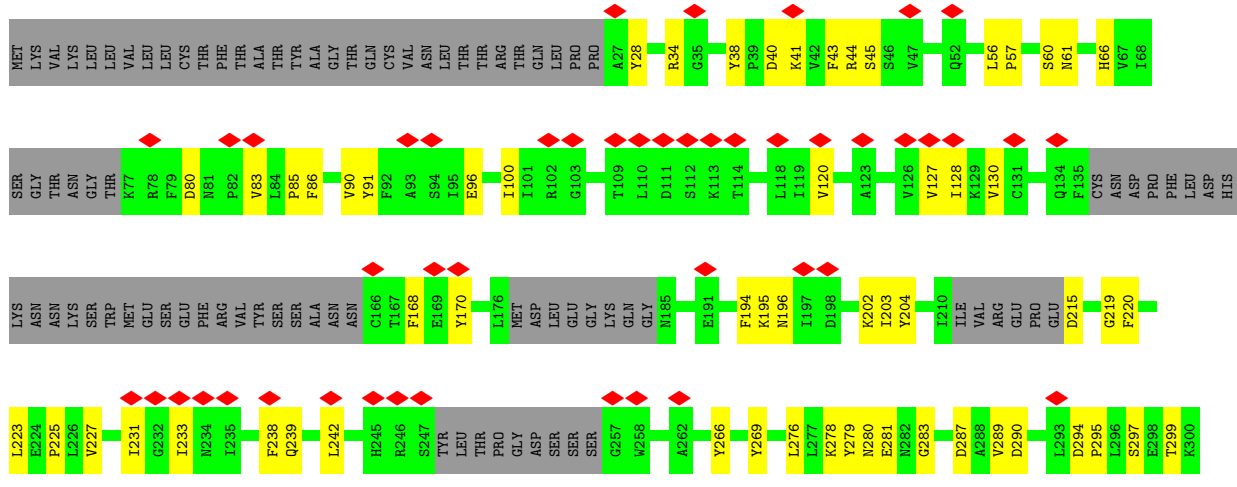 MET LYS VAL LYS LEU LEU VAL LEU LEU CYS THR PHE THR ALA THR TYR ALA GLY THR GLN CYS VAL ASN LEU THR THR ARG THR GLN LEU PRO PRO A27 Y28 R34 G35 Y38 P39 D40 K41 V42 F43 R44 S45 S46 V47 Q52 L56 P57 S60 N61 H66 V67 I68
SER GLY THR ASN GLY THR K77 R78 F79 D80 N81 P82 V83 L84 P85 F86 V90 Y91 F92 A93 S94 I95 E96 I100 I101 R102 G103 T109 L110 D111 S112 K113 T114 L118 I119 V120 A123 V126 V127 I128 K129 V130 C131 Q134 F135 CYS ASN ASP PRO PHE LEU ASP HIS
LYS ASN ASN LYS SER TRP MET GLU SER GLU PHE ARG VAL TYR SER SER ALA ASN ASN C166 T167 F168 E169 Y170 L176 MET ASP LEU GLU GLY LYS GLN GLY N185 E191 F194 K195 N196 I197 D198 K202 I203 Y204 I210 ILE VAL ARG GLU PRO GLU D215 G219 F220
L223 E224 P225 L226 V227 I231 G232 I233 N234 I235 F238 Q239 L242 H245 R246 S247 TYR LEU THR PRO GLY ASP SER SER SER G257 W258 A262 Y266 Y269 L276 L277 K278 Y279 N280 E281 N282 G283 D287 A288 V289 D290 L293 D294 P295 L296 S297 E298 T299 K300